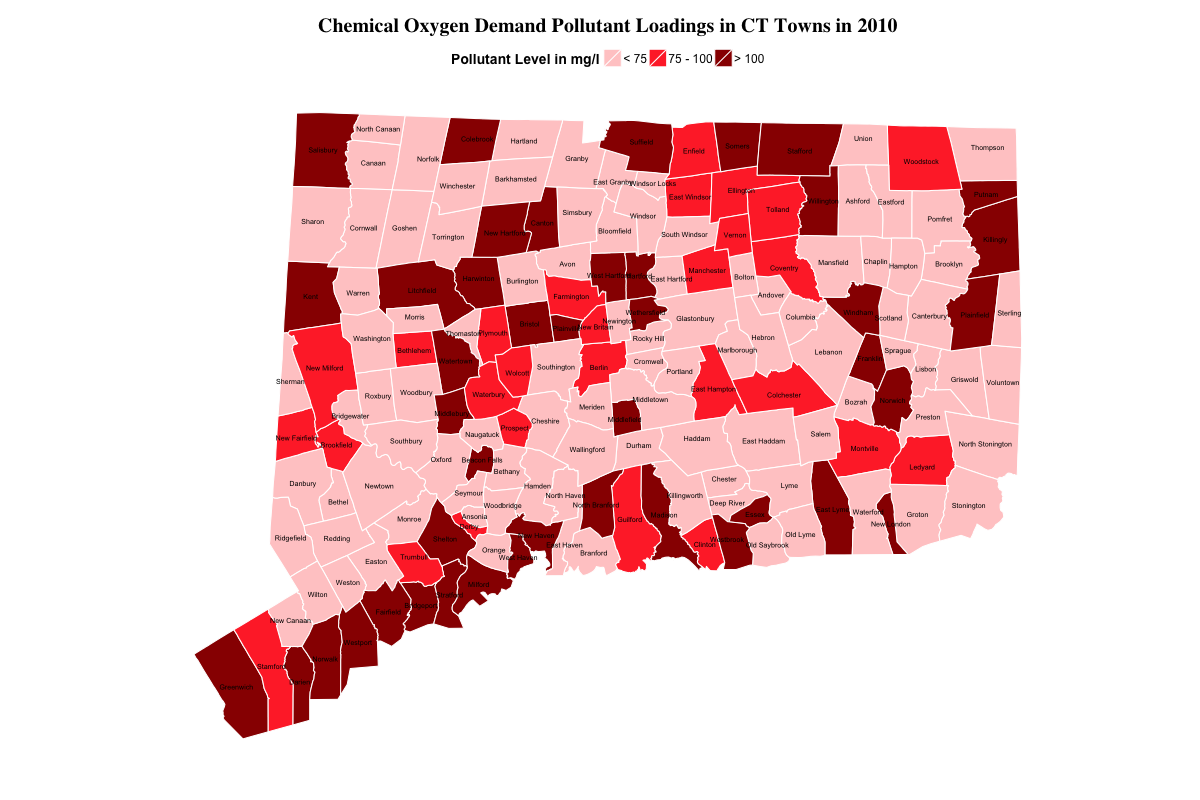 Chemical Oxygen Demand Pollutant Loadings in CT Towns in 2010
Pollutant Level in mg/l < 75 75 - 100 > 100
North Canaan
Colebrook
Hartland
Suffield
Enfield
Somers
Stafford
Union
Woodstock
Thompson
Salisbury
Canaan
Norfolk
Granby
Winchester
Barkhamsted
East Granby
Windsor Locks
East Windsor
Ellington
Tolland
Willington
Ashford
Eastford
Putnam
Pomfret
Killingly
Sharon
Cornwall
Goshen
Torrington
New Hartford
Canton
Simsbury
Bloomfield
Windsor
South Windsor
Vernon
Coventry
Mansfield
Chaplin
Hampton
Brooklyn
Kent
Warren
Litchfield
Harwinton
Burlington
Avon
West Hartford
Hartford
East Hartford
Manchester
Bolton
Andover
Columbia
Windham
Scotland
Canterbury
Plainfield
Sterling
Morris
Farmington
Washington
Bethlehem
Thomaston
Plymouth
Bristol
Plainville
New Britain
Newington
Wethersfield
Rocky Hill
Glastonbury
Marlborough
Hebron
Lebanon
Franklin
Sprague
Lisbon
Griswold
Voluntown
New Milford
Watertown
Wolcott
Southington
Berlin
Cromwell
Portland
East Hampton
Colchester
Bozrah
Norwich
Preston
Sherman
Roxbury
Woodbury
Waterbury
Middlebury
Meriden
Middletown
Middlefield
Bridgewater
New Fairfield
Brookfield
Southbury
Naugatuck
Prospect
Cheshire
Wallingford
Durham
Haddam
East Haddam
Salem
Montville
Ledyard
North Stonington
Oxford
Beacon Falls
Bethany
Danbury
Bethel
Newtown
Seymour
Woodbridge
Hamden
North Haven
North Branford
Guilford
Madison
Killingworth
Chester
Deep River
Essex
Lyme
East Lyme
Waterford
New London
Groton
Stonington
Monroe
Ansonia
Derby
Shelton
Orange
West Haven
New Haven
East Haven
Branford
Clinton
Westbrook
Old Saybrook
Old Lyme
Ridgefield
Redding
Easton
Trumbull
Weston
Wilton
Milford
Stratford
Bridgeport
Fairfield
New Canaan
Westport
Norwalk
Stamford
Darien
Greenwich